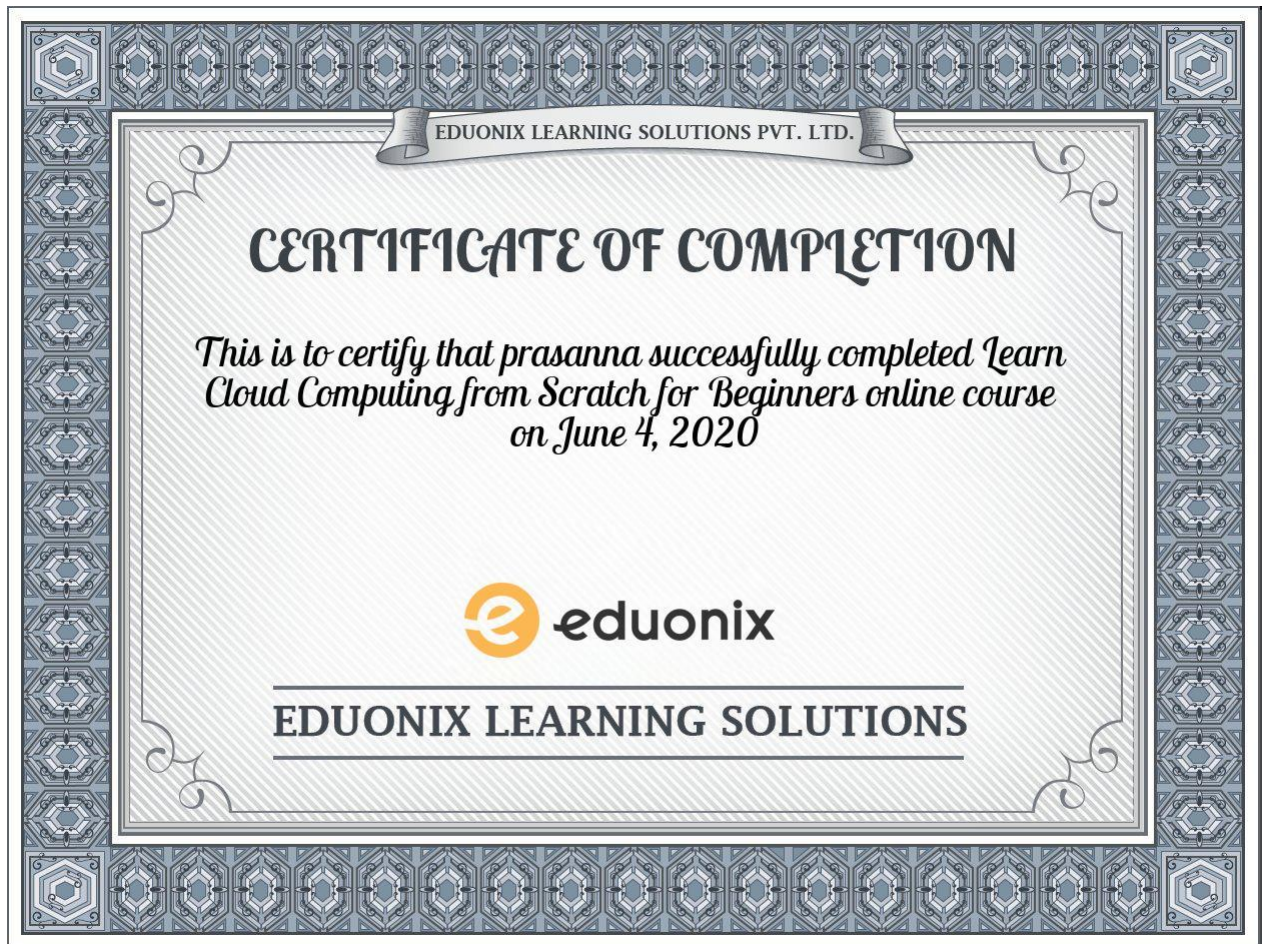 EDUONIX LEARNING SOLUTIONS PVT. LTD.
CERTIFICATE OF COMPLETION
This is to certify that prasanna successfully completed Learn
Cloud Computing from Scratch for Beginners online course
on June 4, 2020
eduonix
EDUONIX LEARNING SOLUTIONS